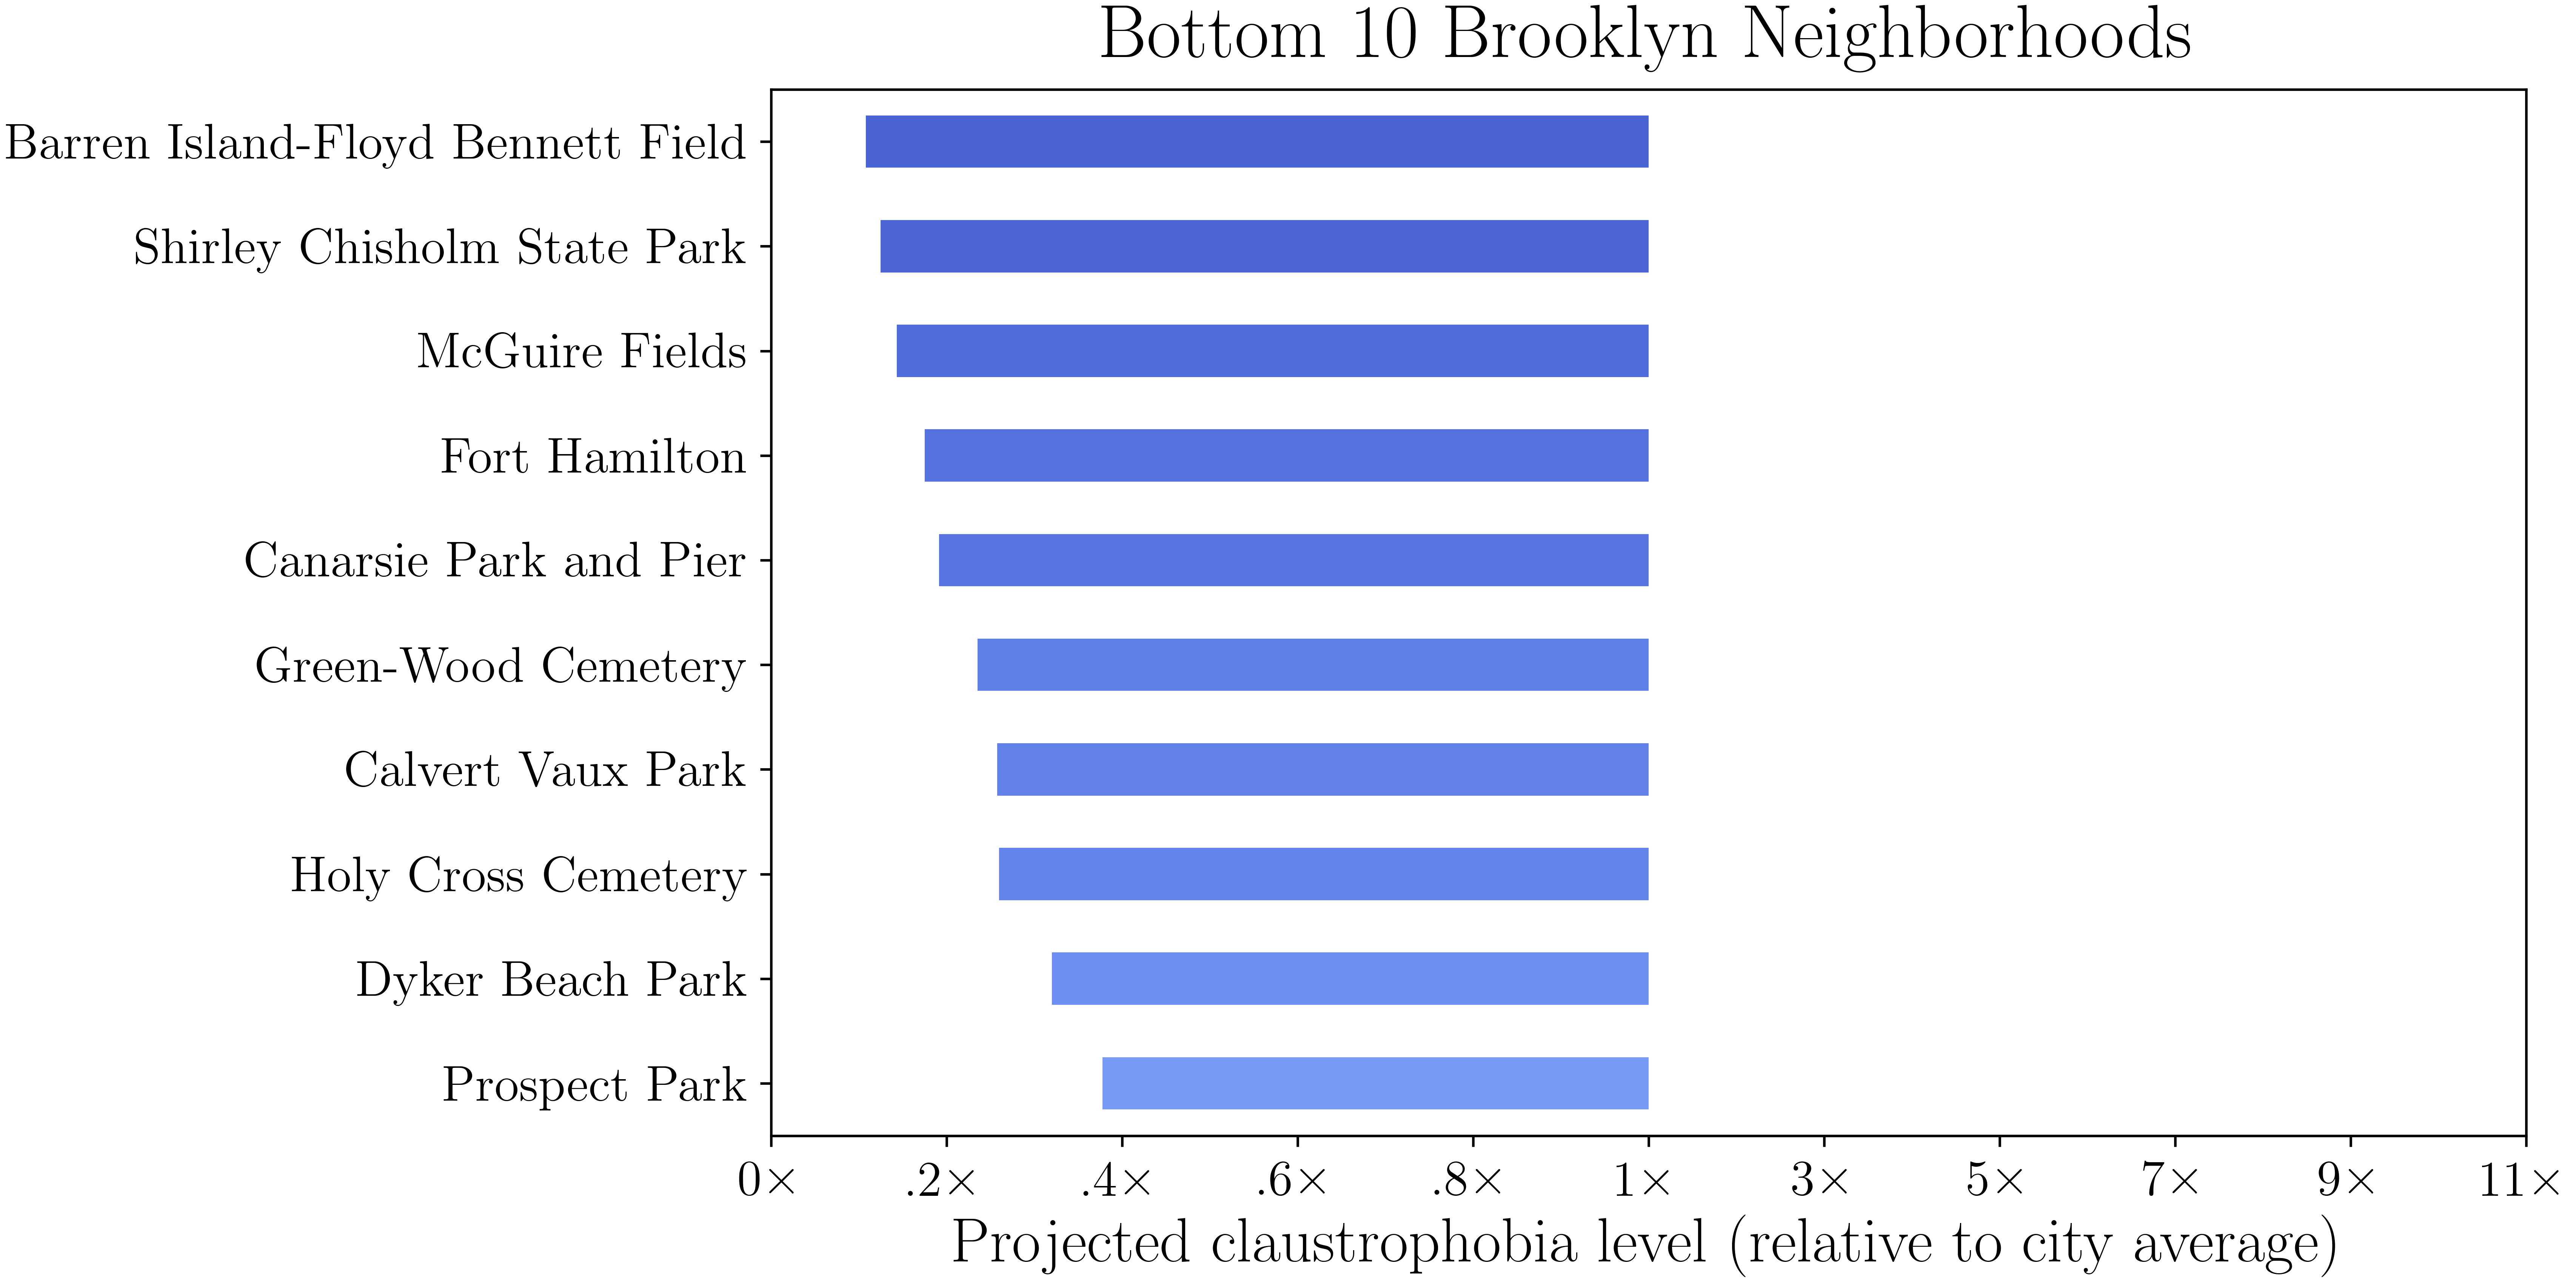 Bottom 10 Brooklyn Neighborhoods
Barren Island-Floyd Bennett Field
Shirley Chisholm State Park
McGuire Fields
Fort Hamilton
Canarsie Park and Pier
Green-Wood Cemetery
Calvert Vaux Park
Holy Cross Cemetery
Dyker Beach Park
Prospect Park
0× .2× .4× .6× .8× 1× 3× 5× 7× 9× 11×
Projected claustrophobia level (relative to city average)